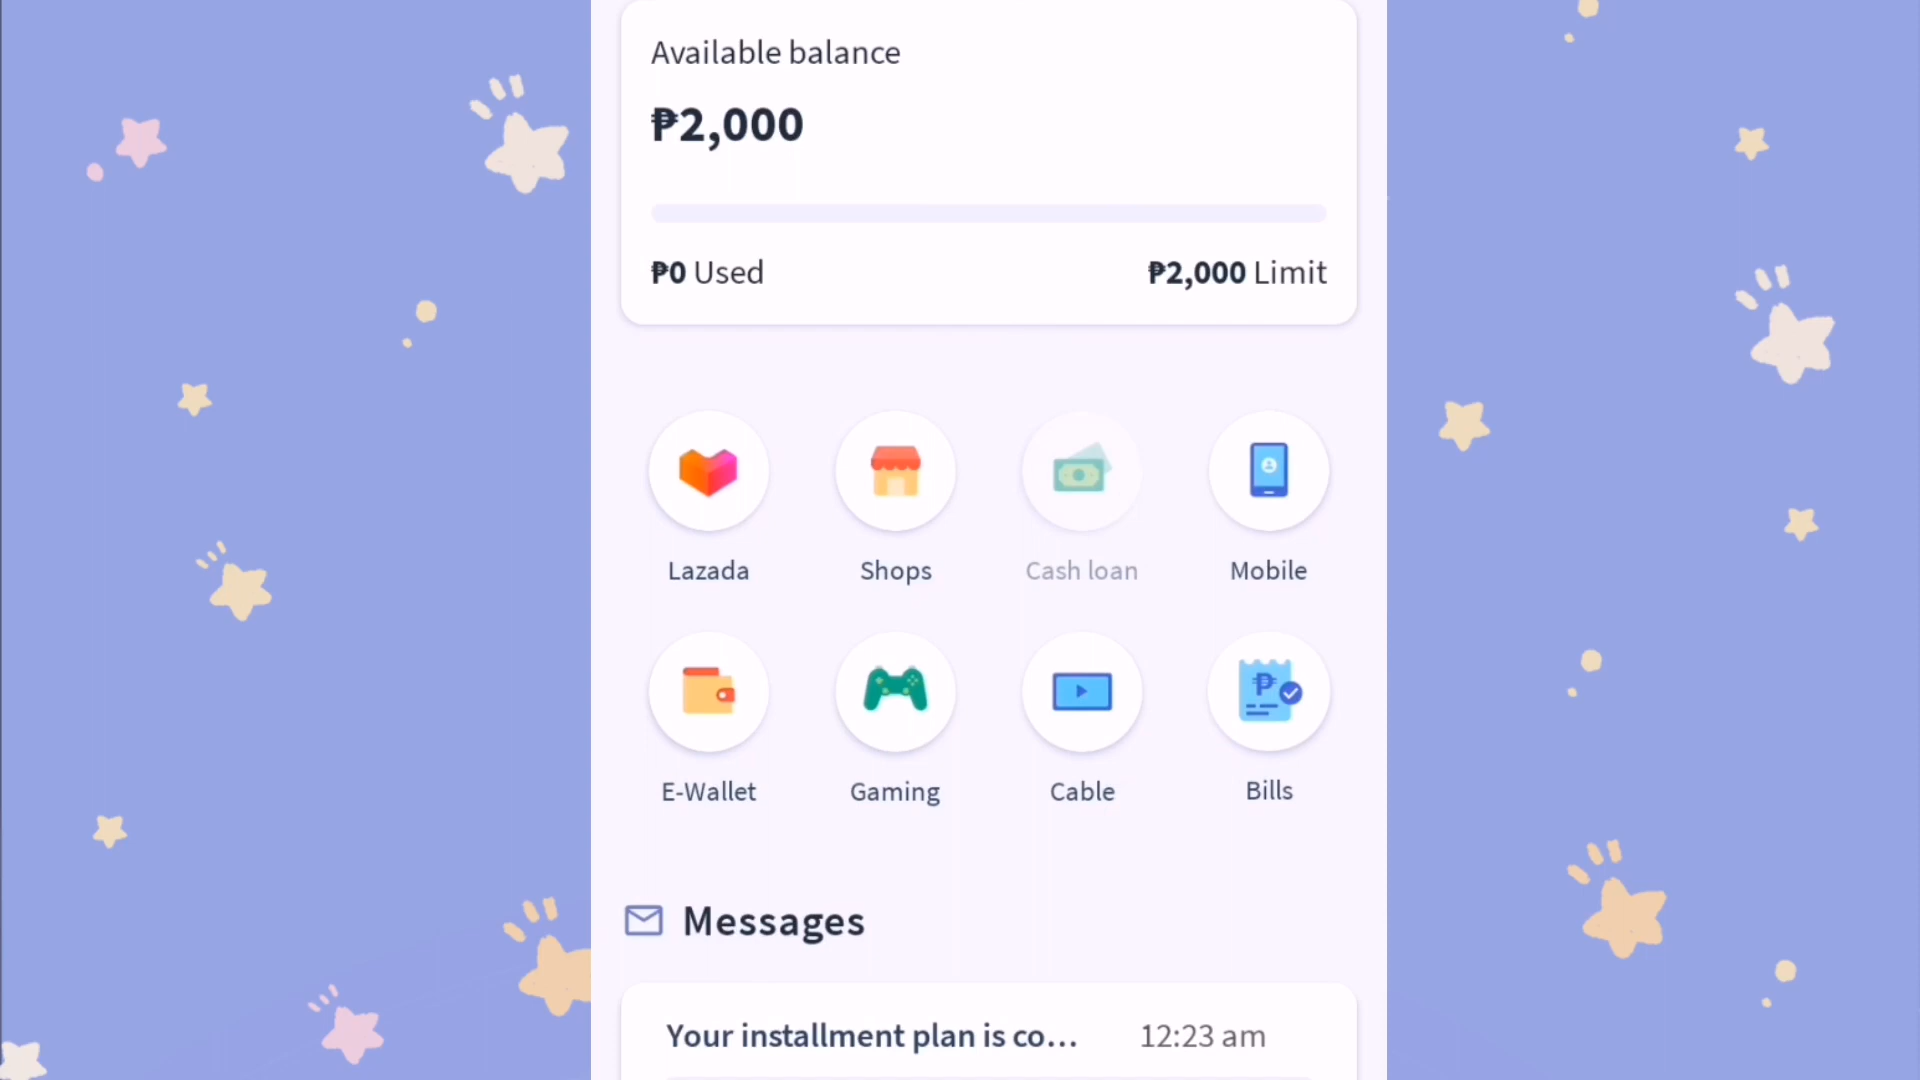 Available balance
₱2,000
₱0 Used
₱2,000 Limit
Lazada
Shops
Cash loan
Mobile
E-Wallet
Gaming
Cable
Bills
Messages
Your installment plan is co...
12:23 am